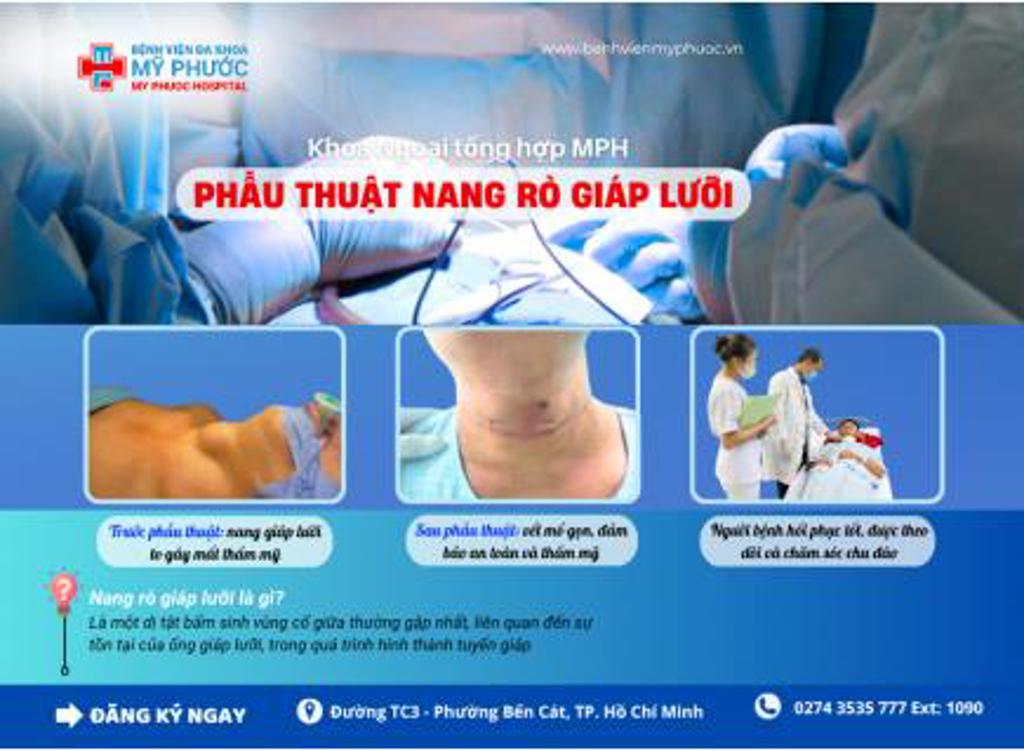 BỆNH VIỆN ĐA KHOA
MỸ PHƯỚC
MY PHUOC HOSPITAL
www.benhvienmyphuoc.vn
Khoa Ngoại tổng hợp MPH
PHẪU THUẬT NANG RÒ GIÁP LƯỠI
Trước phẫu thuật: nang giáp lưỡi
to gây mất thẩm mỹ
Sau phẫu thuật: vết mổ gọn, đảm
bảo an toàn và thẩm mỹ
Người bệnh hồi phục tốt, được theo
dõi và chăm sóc chu đáo
Nang rò giáp lưỡi là gì?
Là một dị tật bẩm sinh vùng cổ giữa thường gặp nhất, liên quan đến sự
tồn tại của ống giáp lưỡi, trong quá trình hình thành tuyến giáp
ĐĂNG KÝ NGAY
Đường TC3 - Phường Bến Cát, TP. Hồ Chí Minh
0274 3535 777 Ext: 1090